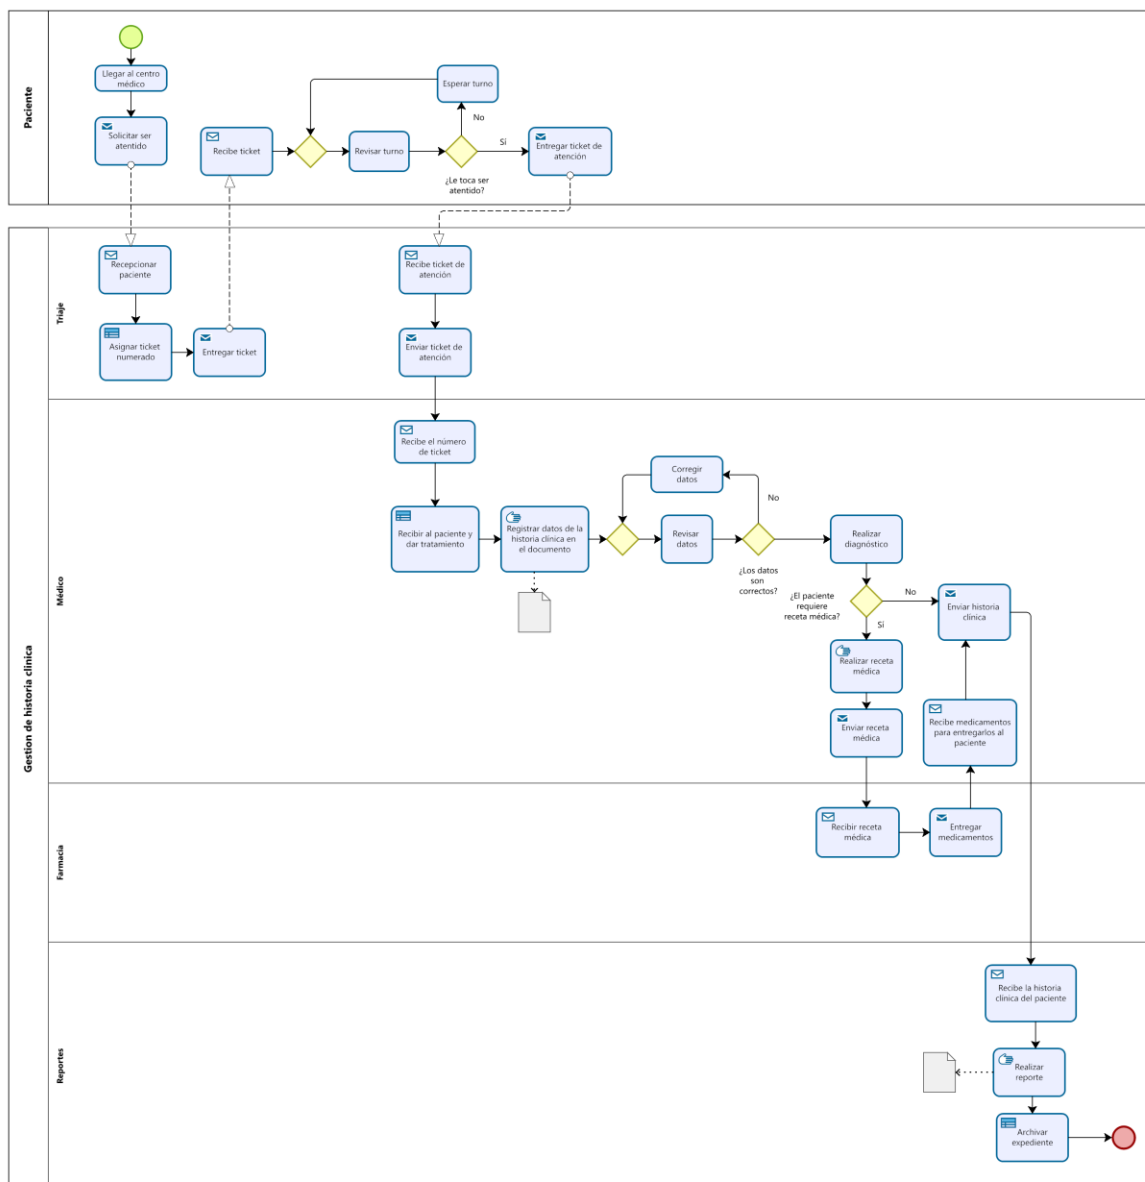 Paciente
Llegar al centro
médico
Solicitar ser
atendido
Recibe ticket
Revisar turno
Esperar turno
No
Si
¿Le toca ser
atendido?
Entregar ticket de
atención
Gestion de historia clinica
Triaje
Recepcionar
paciente
Asignar ticket
numerado
Entregar ticket
Recibe ticket de
atención
Enviar ticket de
atención
Médico
Recibe el número
de ticket
Recibir al paciente y
dar tratamiento
Registrar datos de la
historia clínica en
el documento
Corregir
datos
Revisar
datos
No
¿Los datos
son
correctos?
Realizar
diagnóstico
¿El paciente
requiere
receta médica?
No
Si
Enviar historia
clínica
Realizar receta
médica
Enviar receta
médica
Recibe medicamentos
para entregarlos al
paciente
Farmacia
Recibir receta
médica
Entregar
medicamentos
Reportes
Recibe la historia
clínica del paciente
Realizar
reporte
Archivar
expediente